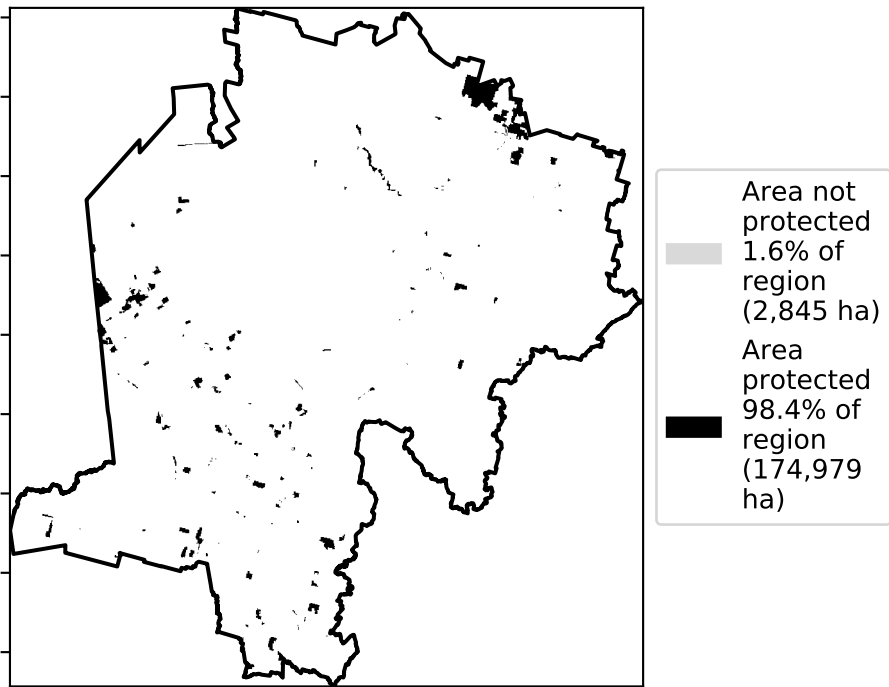 Area not
protected
1.6% of
region
(2,845 ha)
Area
protected
98.4% of
region
(174,979
ha)